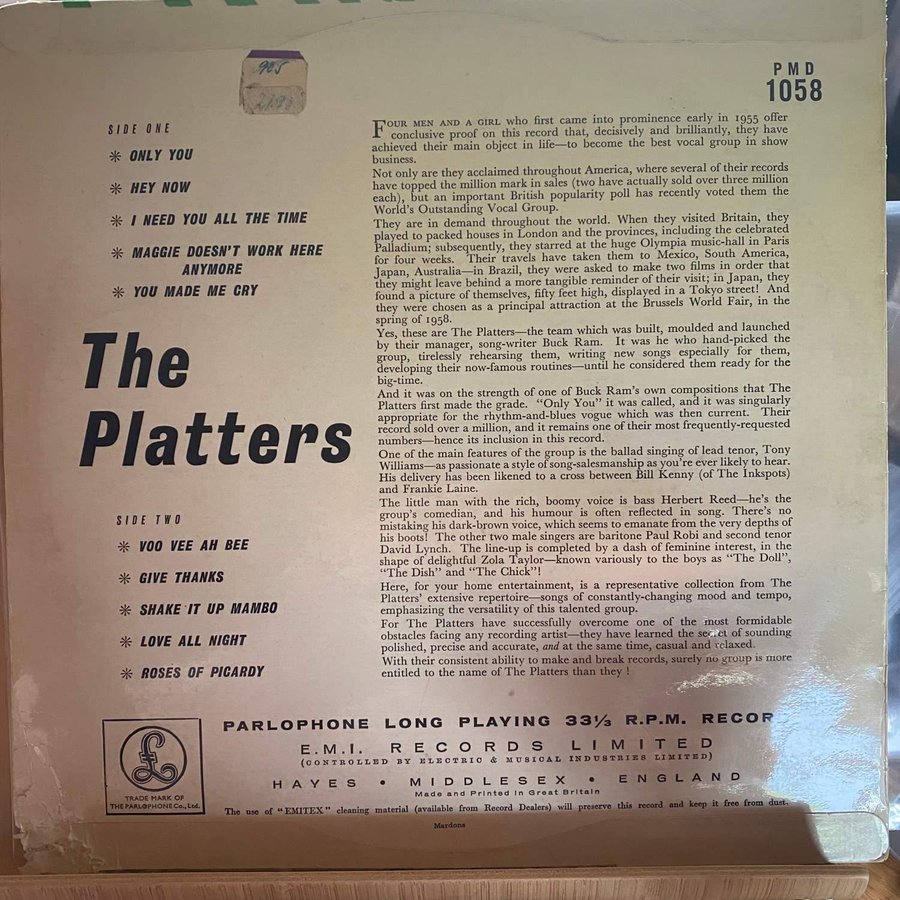 905
PMD
1058
SIDE ONE
❋ ONLY YOU
❋ HEY NOW
❋ I NEED YOU ALL THE TIME
❋ MAGGIE DOESN'T WORK HERE
ANYMORE
❋ YOU MADE ME CRY
The
Platters
SIDE TWO
❋ VOO VEE AH BEE
❋ GIVE THANKS
❋ SHAKE IT UP MAMBO
❋ LOVE ALL NIGHT
❋ ROSES OF PICARDY
FOUR MEN AND A GIRL who first came into prominence early in 1955 offer
conclusive proof on this record that, decisively and brilliantly, they have
achieved their main object in life—to become the best vocal group in show
business.
Not only are they acclaimed throughout America, where several of their records
have topped the million mark in sales (two have actually sold over three million
each), but an important British popularity poll has recently voted them the
World's Outstanding Vocal Group.
They are in demand throughout the world. When they visited Britain, they
played to packed houses in London and the provinces, including the celebrated
Palladium; subsequently, they starred at the huge Olympia music-hall in Paris
for four weeks. Their travels have taken them to Mexico, South America,
Japan, Australia—in Brazil, they were asked to make two films in order that
they might leave behind a more tangible reminder of their visit; in Japan, they
found a picture of themselves, fifty feet high, displayed in a Tokyo street! And
they were chosen as a principal attraction at the Brussels World Fair, in the
spring of 1958.
Yes, these are The Platters—the team which was built, moulded and launched
by their manager, song-writer Buck Ram. It was he who hand-picked the
group, tirelessly rehearsing them, writing new songs especially for them,
developing their now-famous routines—until he considered them ready for the
big-time.
And it was on the strength of one of Buck Ram's own compositions that The
Platters first made the grade. "Only You" it was called, and it was singularly
appropriate for the rhythm-and-blues vogue which was then current. Their
record sold over a million, and it remains one of their most frequently-requested
numbers—hence its inclusion in this record.
One of the main features of the group is the ballad singing of lead tenor, Tony
Williams—as passionate a style of song-salesmanship as you're ever likely to hear.
His delivery has been likened to a cross between Bill Kenny (of The Inkspots)
and Frankie Laine.
The little man with the rich, boomy voice is bass Herbert Reed—he's the
group's comedian, and his humour is often reflected in song. There's no
mistaking his dark-brown voice, which seems to emanate from the very depths of
his boots! The other two male singers are baritone Paul Robi and second tenor
David Lynch. The line-up is completed by a dash of feminine interest, in the
shape of delightful Zola Taylor—known variously to the boys as "The Doll",
"The Dish" and "The Chick"!
Here, for your home entertainment, is a representative collection from The
Platters' extensive repertoire—songs of constantly-changing mood and tempo,
emphasizing the versatility of this talented group.
For The Platters have successfully overcome one of the most formidable
obstacles facing any recording artist—they have learned the secret of sounding
polished, precise and accurate, and at the same time, casual and relaxed.
With their consistent ability to make and break records, surely no group is more
entitled to the name of The Platters than they !
£
TRADE MARK OF
THE PARLOPHONE Co., Ltd.
PARLOPHONE LONG PLAYING 33⅓ R.P.M. RECOR
E.M.I. RECORDS LIMITED
(CONTROLLED BY ELECTRIC & MUSICAL INDUSTRIES LIMITED)
HAYES • MIDDLESEX • ENGLAND
Made and Printed in Great Britain
The use of "EMITEX" cleaning material (available from Record Dealers) will preserve this record and keep it free from dust.
Mardons